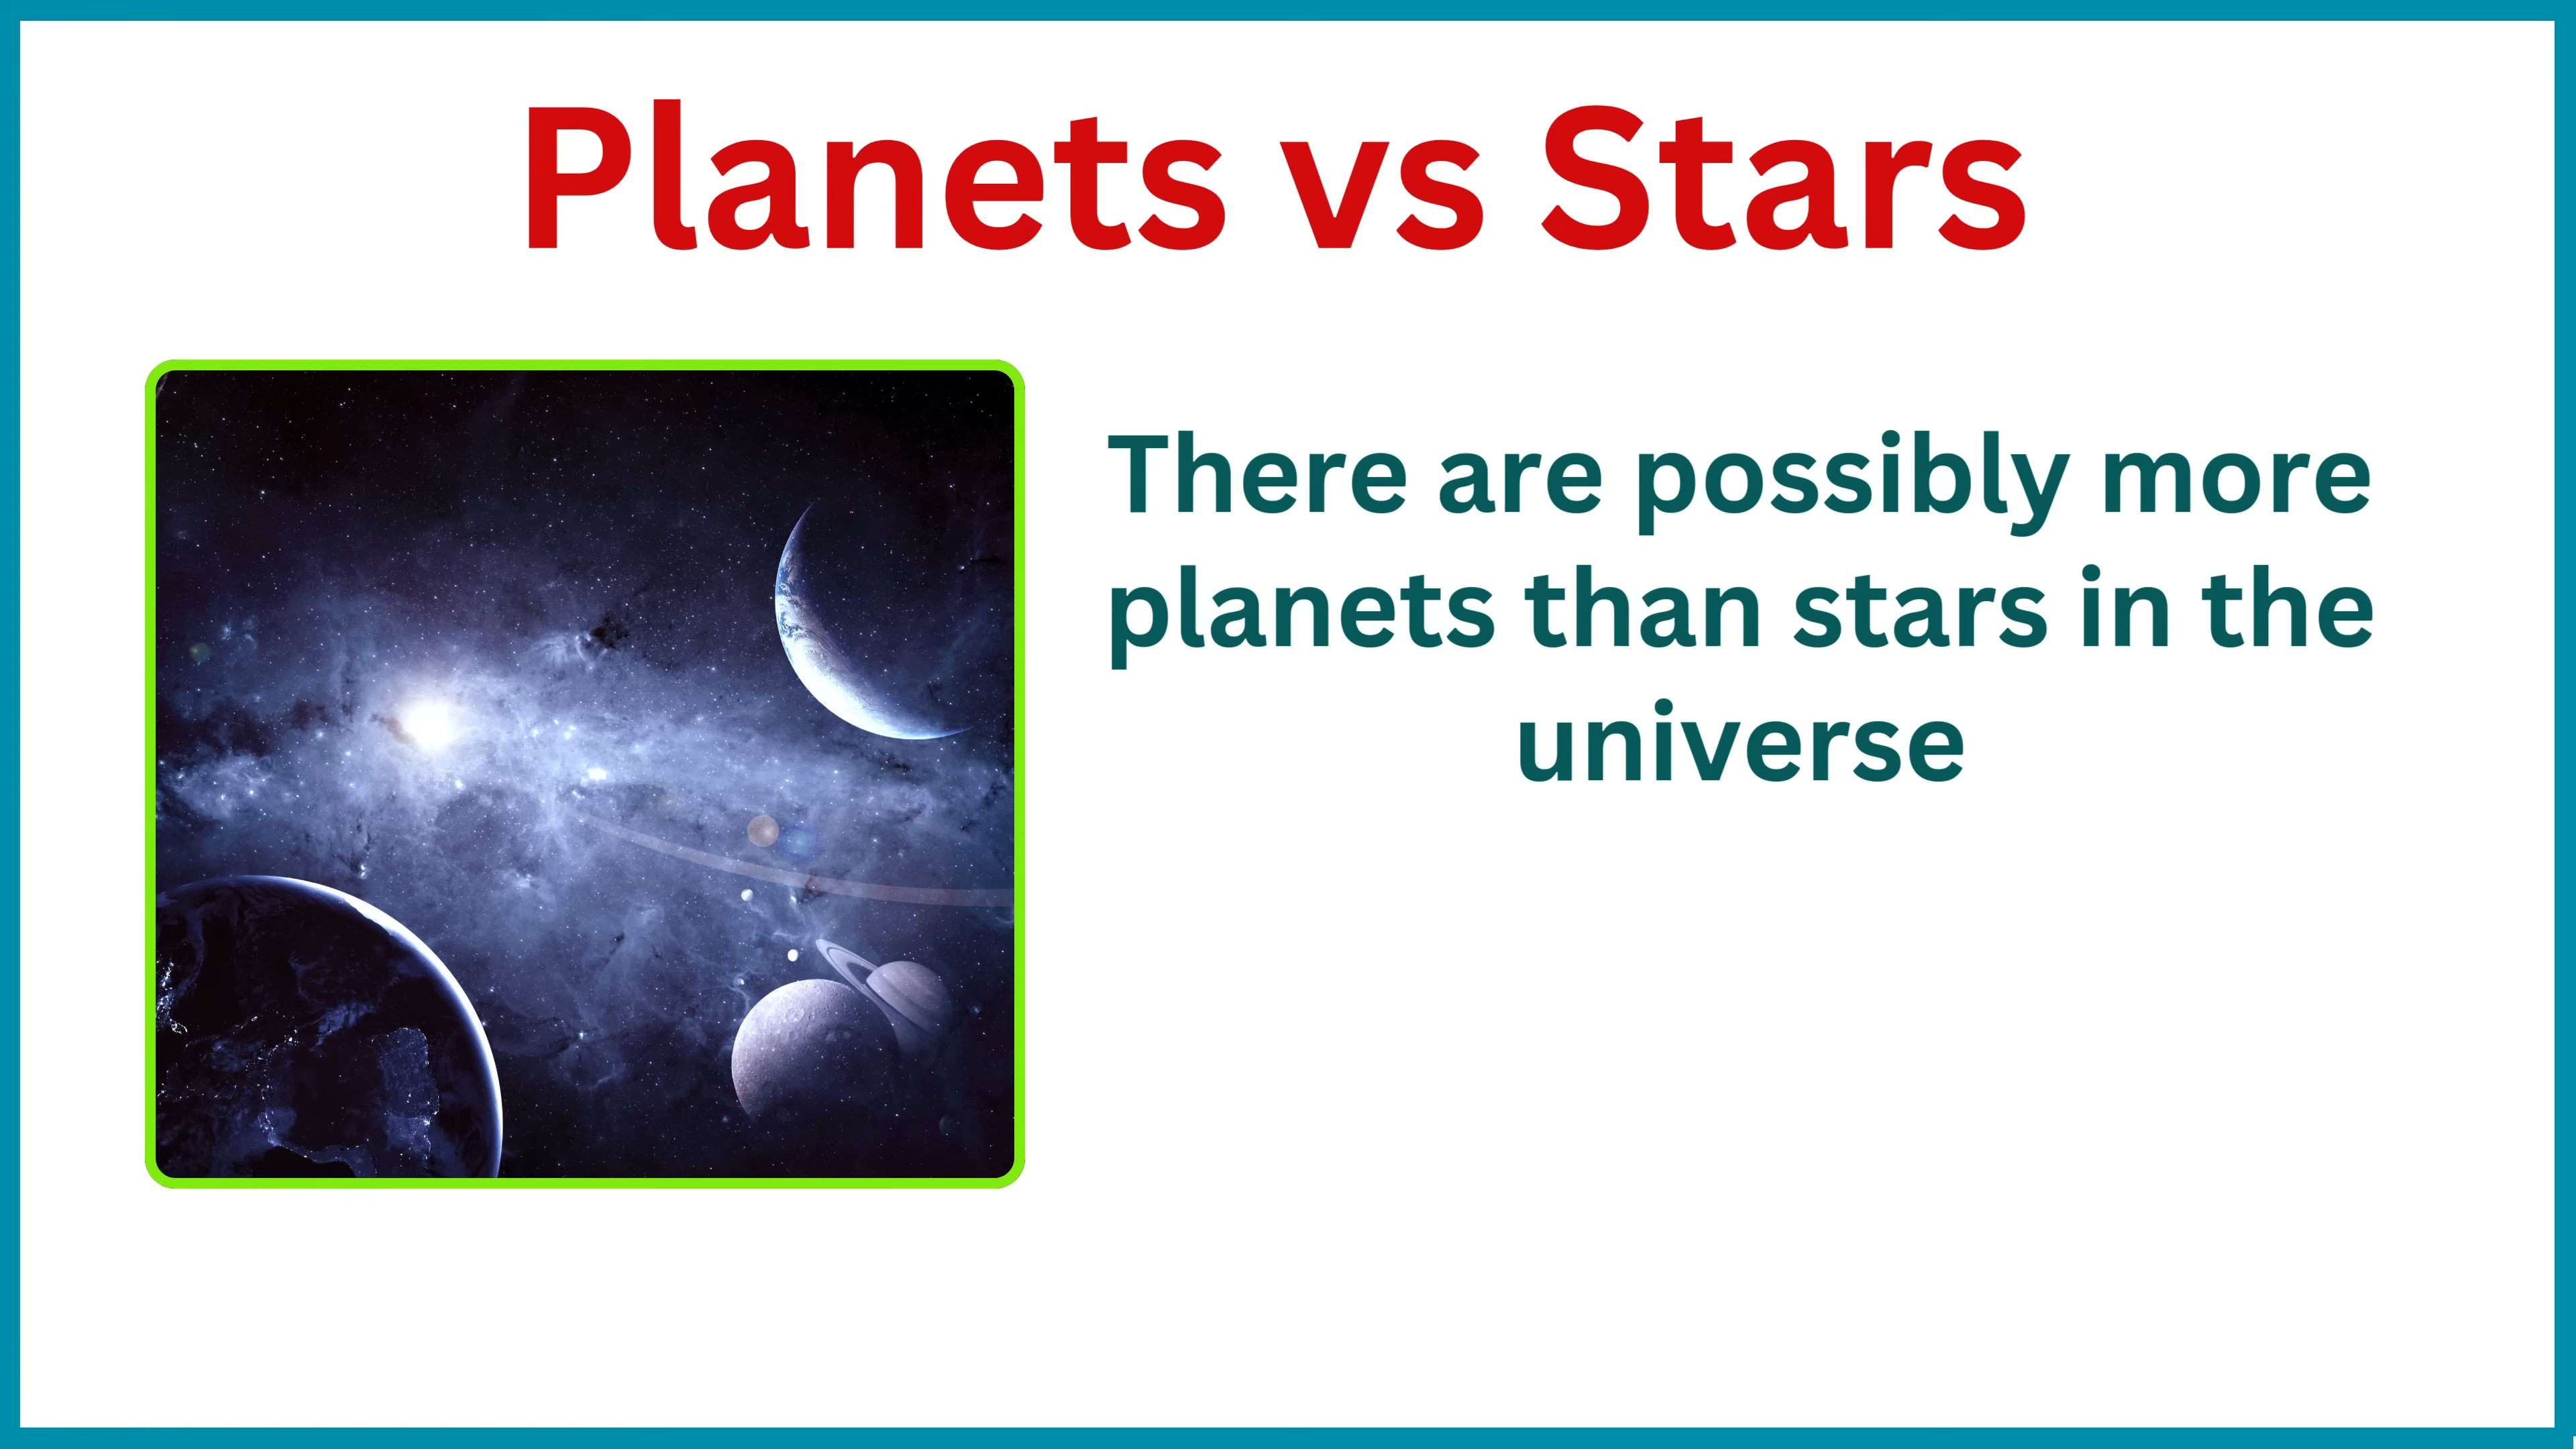 Planets vs Stars
There are possibly more
planets than stars in the
universe